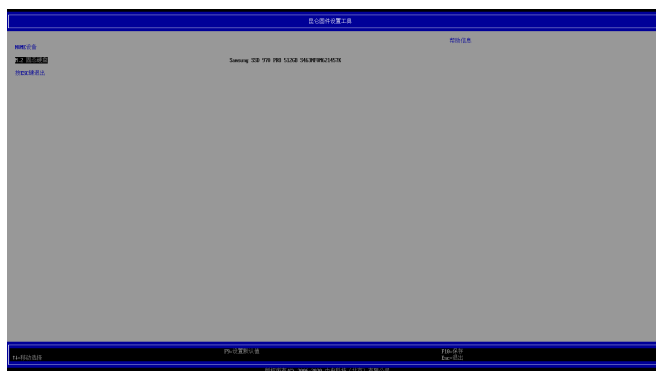 昆仑固件设置工具
NVME设备
帮助信息
M.2 固态硬盘
Samsung SSD 970 PRO 512GB
按ESC键退出
F9=设置默认值
F10=保存
↑↓=移动选择
Esc=退出